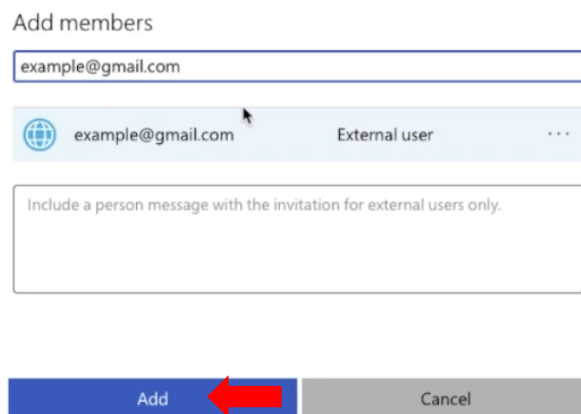 Add members
example@gmail.com
example@gmail.com External user ...
Include a person message with the invitation for external users only.
Add Cancel